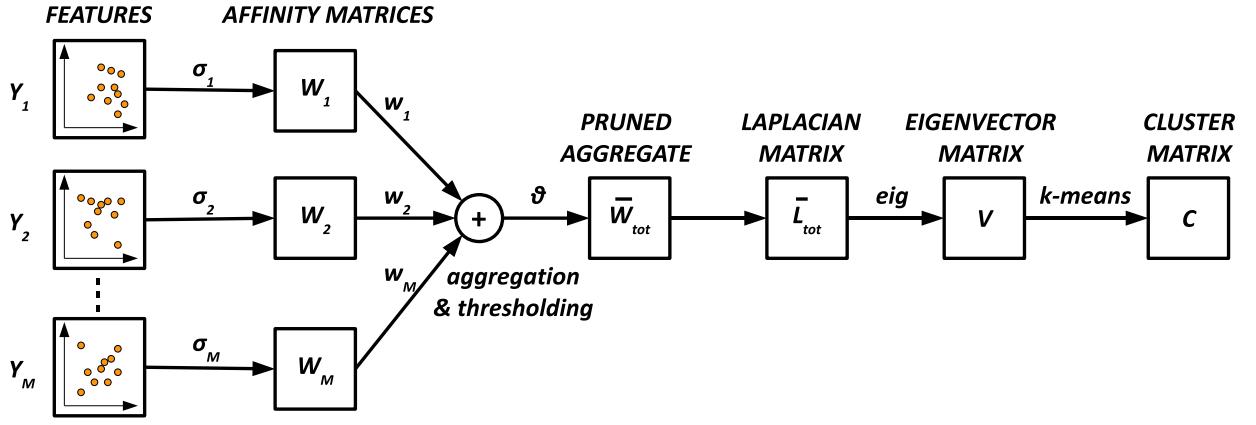 FEATURES
AFFINITY MATRICES
Y1
σ1
W1
w1
PRUNED
AGGREGATE
LAPLACIAN
MATRIX
EIGENVECTOR
MATRIX
CLUSTER
MATRIX
Y2
σ2
W2
w2
+
ϑ
W̅tot
L̅tot
eig
V
k-means
C
wM
aggregation
& thresholding
YM
σM
WM